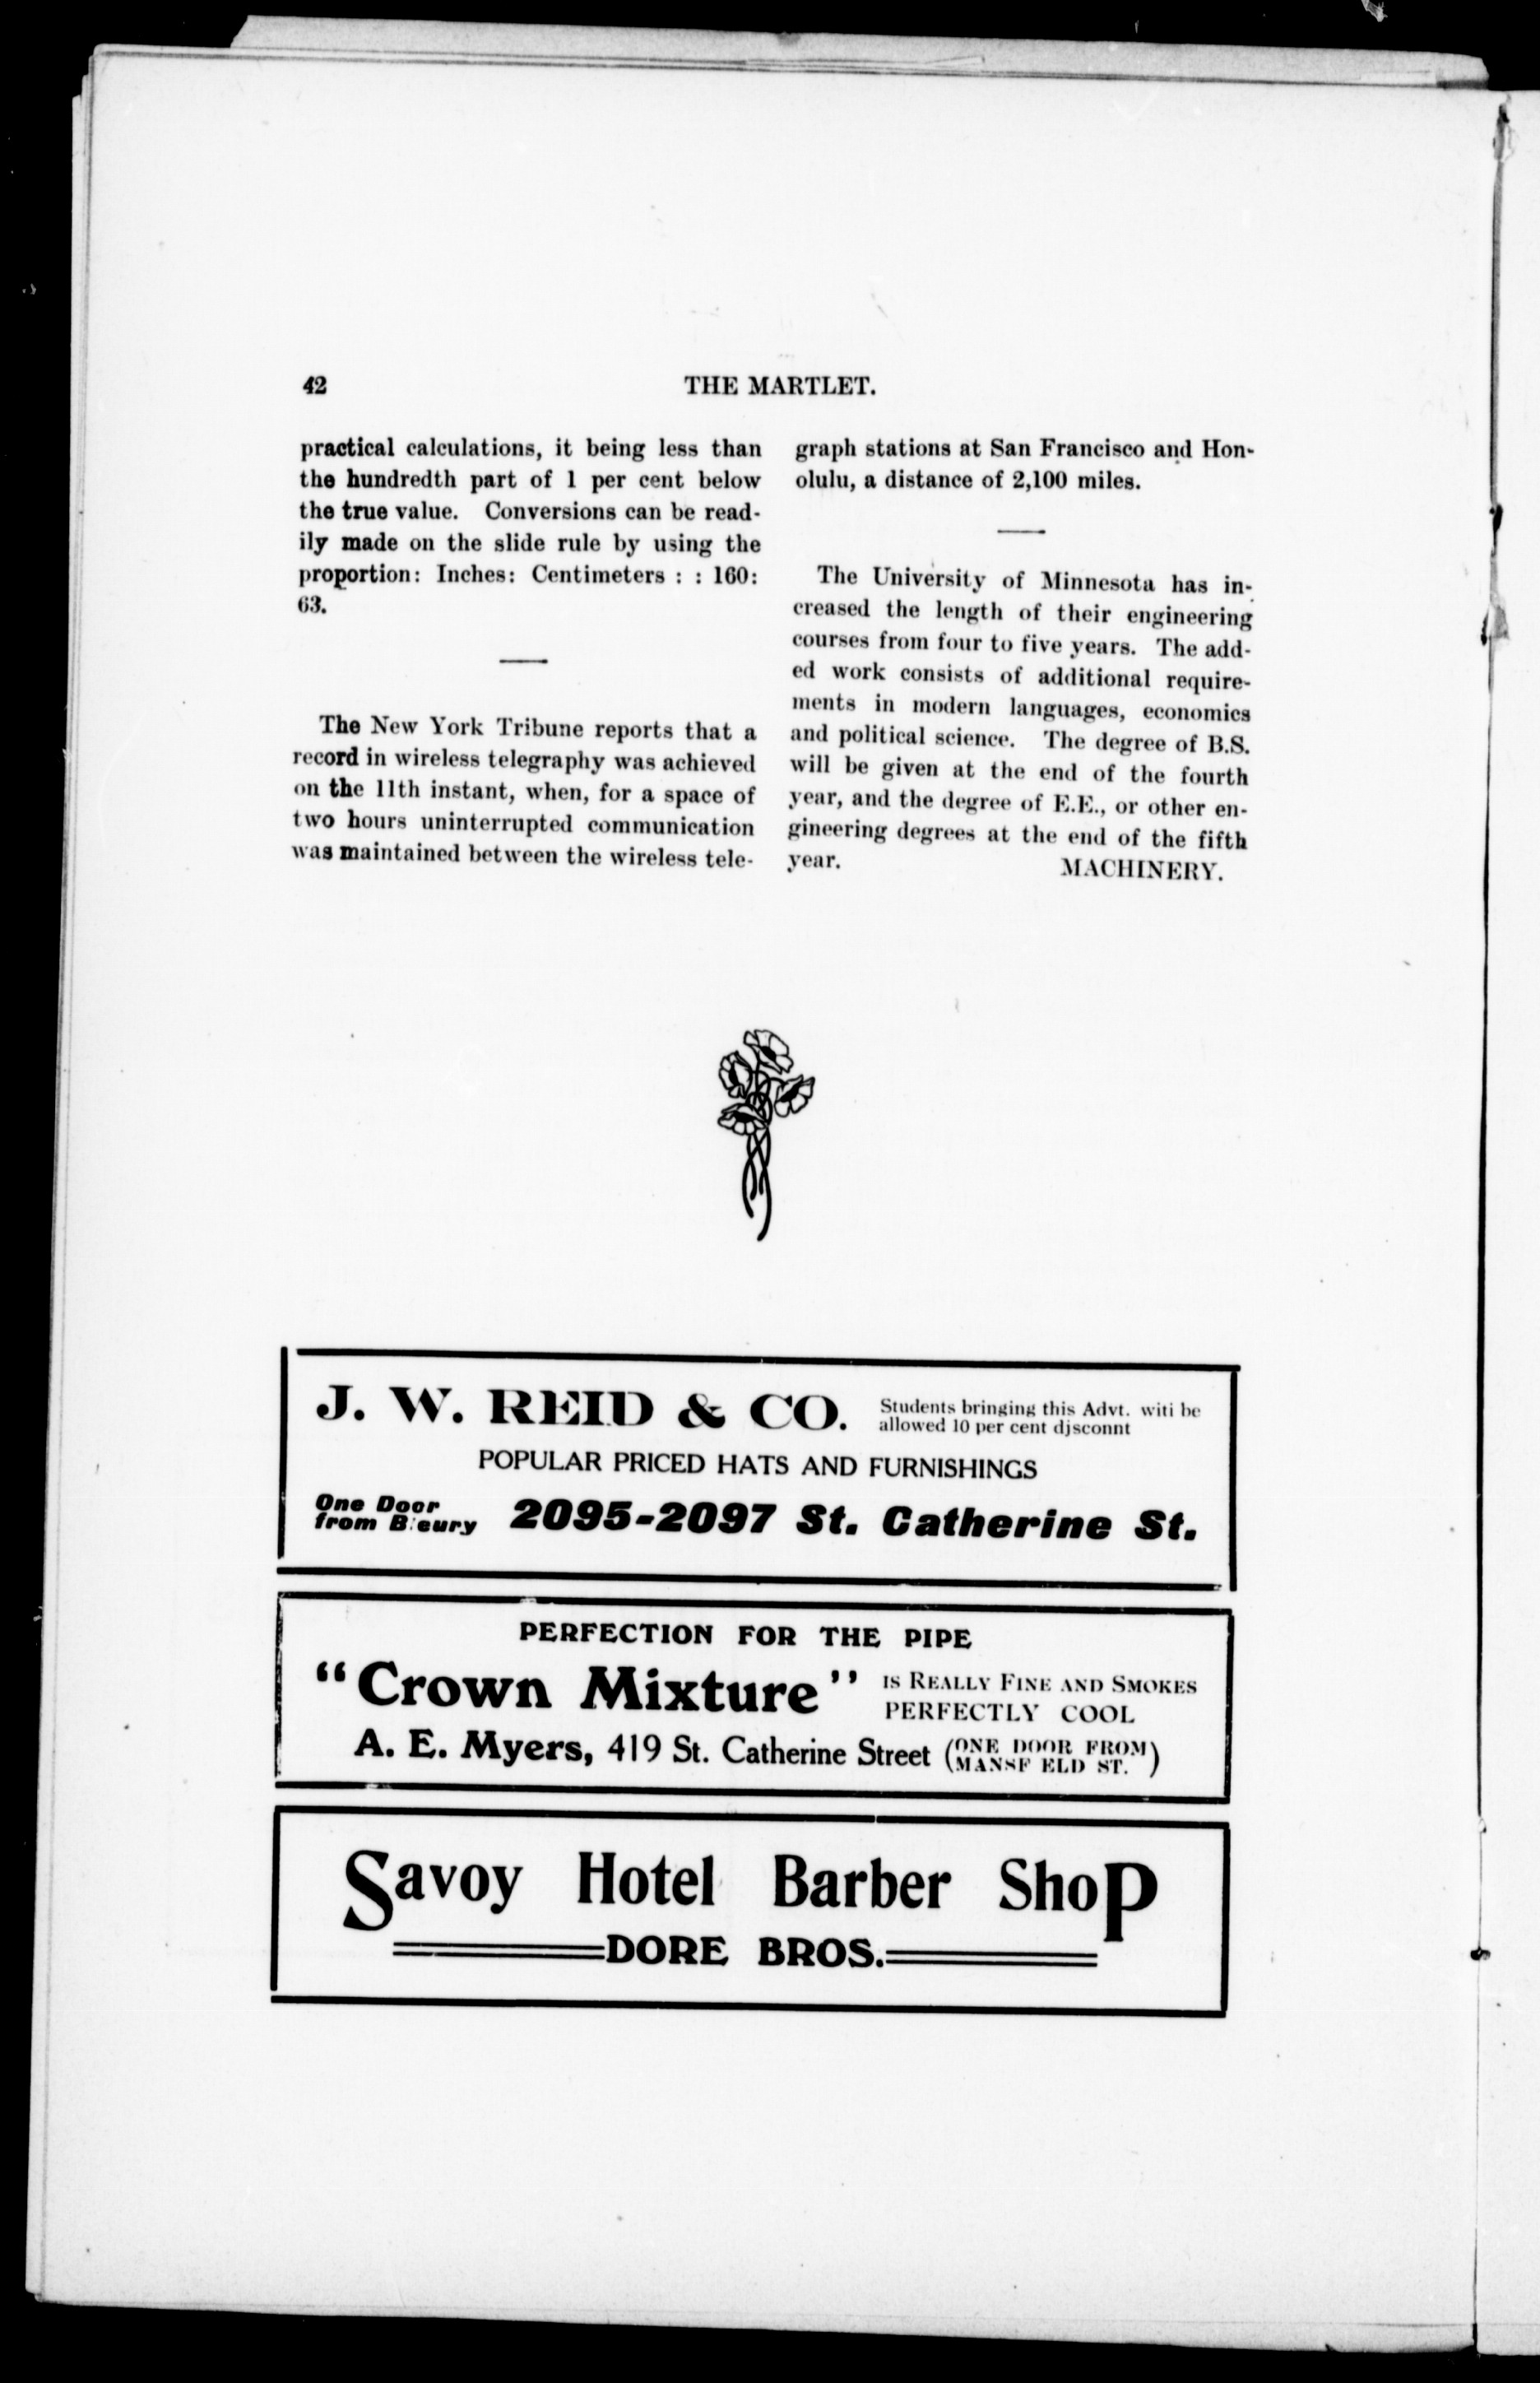 42
THE MARTLET.
practical calculations, it being less than
the hundredth part of 1 per cent below
the true value. Conversions can be read-
ily made on the slide rule by using the
proportion: Inches: Centimeters : : 160:
63.
The New York Tribune reports that a
record in wireless telegraphy was achieved
on the 11th instant, when, for a space of
two hours uninterrupted communication
was maintained between the wireless tele-
graph stations at San Francisco and Hon-
olulu, a distance of 2,100 miles.
The University of Minnesota has in-
creased the length of their engineering
courses from four to five years. The add-
ed work consists of additional require-
ments in modern languages, economics
and political science. The degree of B.S.
will be given at the end of the fourth
year, and the degree of E.E., or other en-
gineering degrees at the end of the fifth
year. MACHINERY.
J. W. REID & CO.
Students bringing this Advt. witi be
allowed 10 per cent djsconnt
POPULAR PRICED HATS AND FURNISHINGS
One Door
from B:eury
2095-2097 St. Catherine St.
PERFECTION FOR THE PIPE
"Crown Mixture"
IS REALLY FINE AND SMOKES
PERFECTLY COOL
A. E. Myers, 419 St. Catherine Street
(ONE DOOR FROM
MANSF ELD ST.)
Savoy Hotel Barber Shop
DORE BROS.